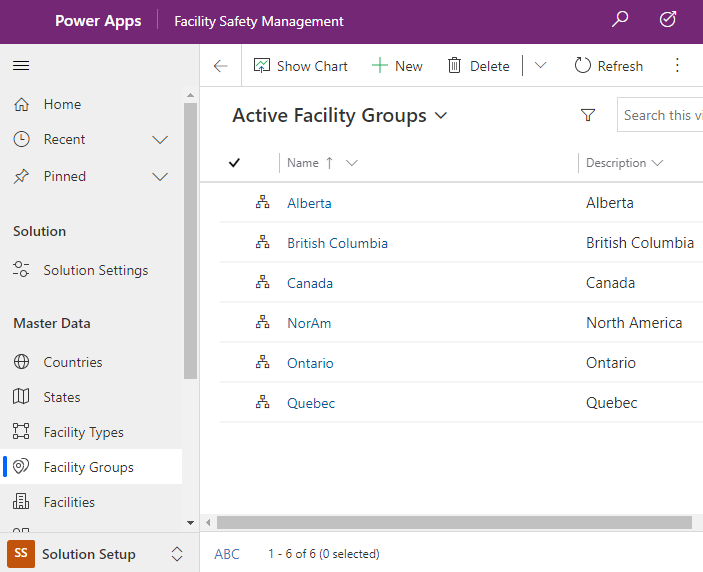 Power Apps Facility Safety Management
Show Chart New Delete Refresh
Home
Recent
Pinned
Solution
Solution Settings
Master Data
Countries
States
Facility Types
Facility Groups
Facilities
SS Solution Setup
Active Facility Groups Search this vi
Name Description
Alberta Alberta
British Columbia British Columbia
Canada Canada
NorAm North America
Ontario Ontario
Quebec Quebec
ABC 1 - 6 of 6 (0 selected)